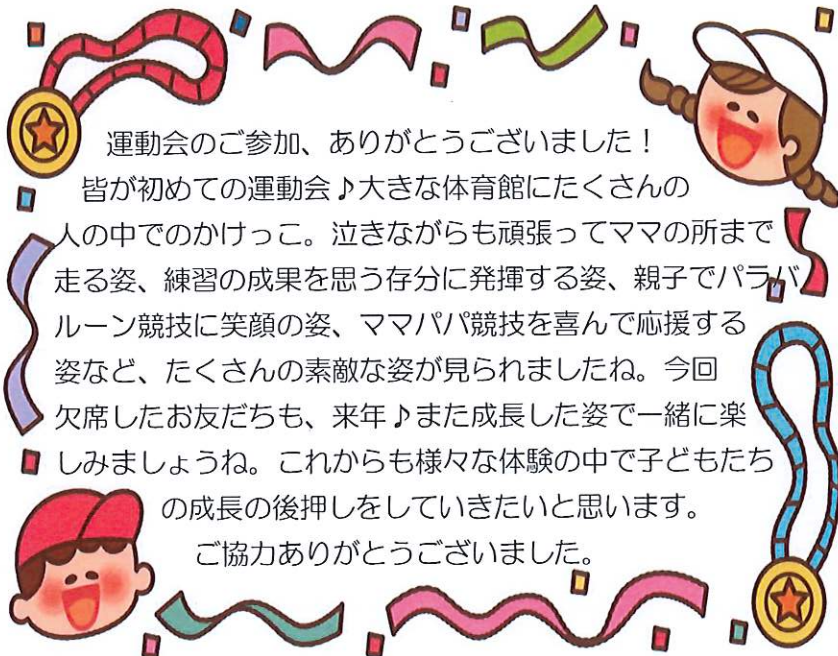 運動会のご参加、ありがとうございました！
皆が初めての運動会♪大きな体育館にたくさんの
人の中でのかけっこ。泣きながらも頑張ってママの所まで
走る姿、練習の成果を思う存分に発揮する姿、親子でパラバ
ルーン競技に笑顔の姿、ママパパ競技を喜んで応援する
姿など、たくさんの素敵な姿が見られましたね。今回
欠席したお友だちも、来年♪また成長した姿で一緒に楽
しみましょうね。これからも様々な体験の中で子どもたち
の成長の後押しをしていきたいと思います。
ご協力ありがとうございました。